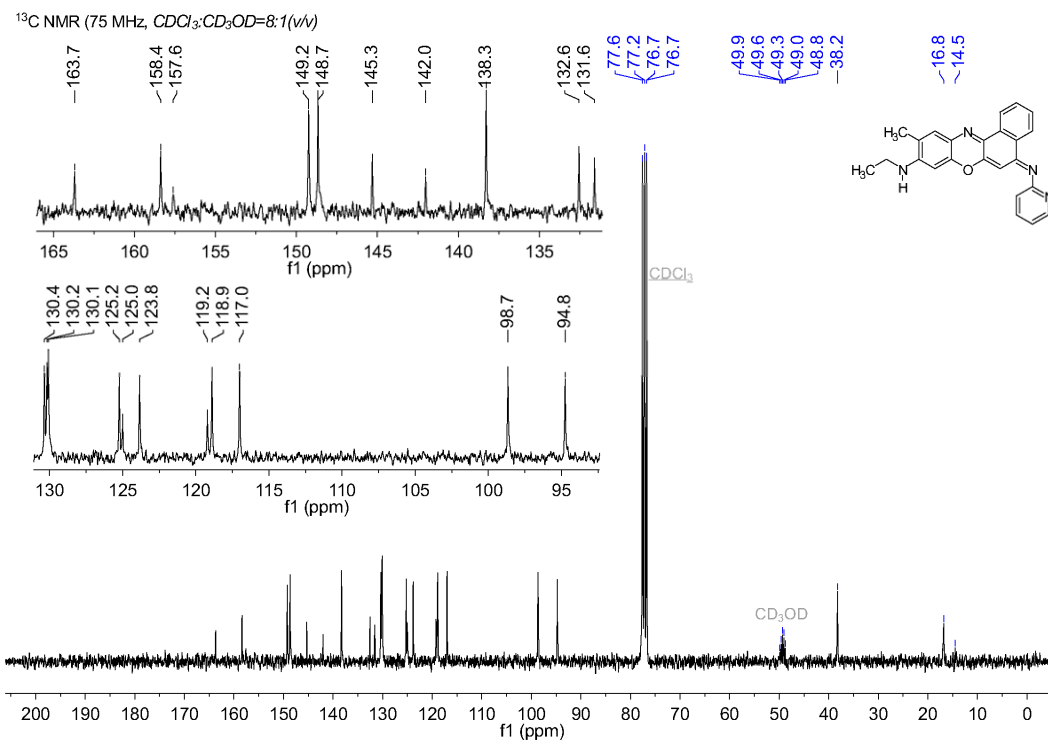 13C NMR (75 MHz, CDCl3:CD3OD=8:1(v/v)
163.7 158.4 157.6 149.2 148.7 145.3 142.0 138.3 132.6 131.6
77.6 77.2 76.7 76.7 49.9 49.6 49.3 49.0 48.8 38.2 16.8 14.5
165 160 155 150 145 140 135
f1 (ppm)
H3C N O N
H3C N H
N
CDCl3
130.4 130.2 130.1 125.2 125.0 123.8 119.2 118.9 117.0 98.7 94.8
130 125 120 115 110 105 100 95
f1 (ppm)
CD3OD
200 190 180 170 160 150 140 130 120 110 100 90 80 70 60 50 40 30 20 10 0
f1 (ppm)